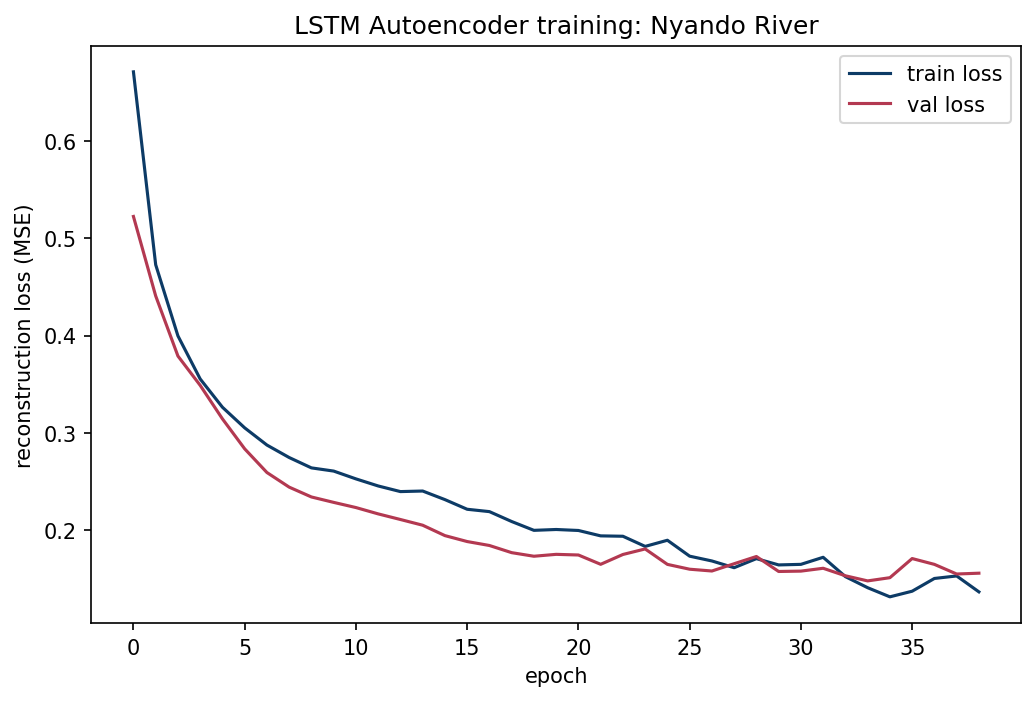 LSTM Autoencoder training: Nyando River
train loss
val loss
reconstruction loss (MSE)
0.6
0.5
0.4
0.3
0.2
0 5 10 15 20 25 30 35
epoch